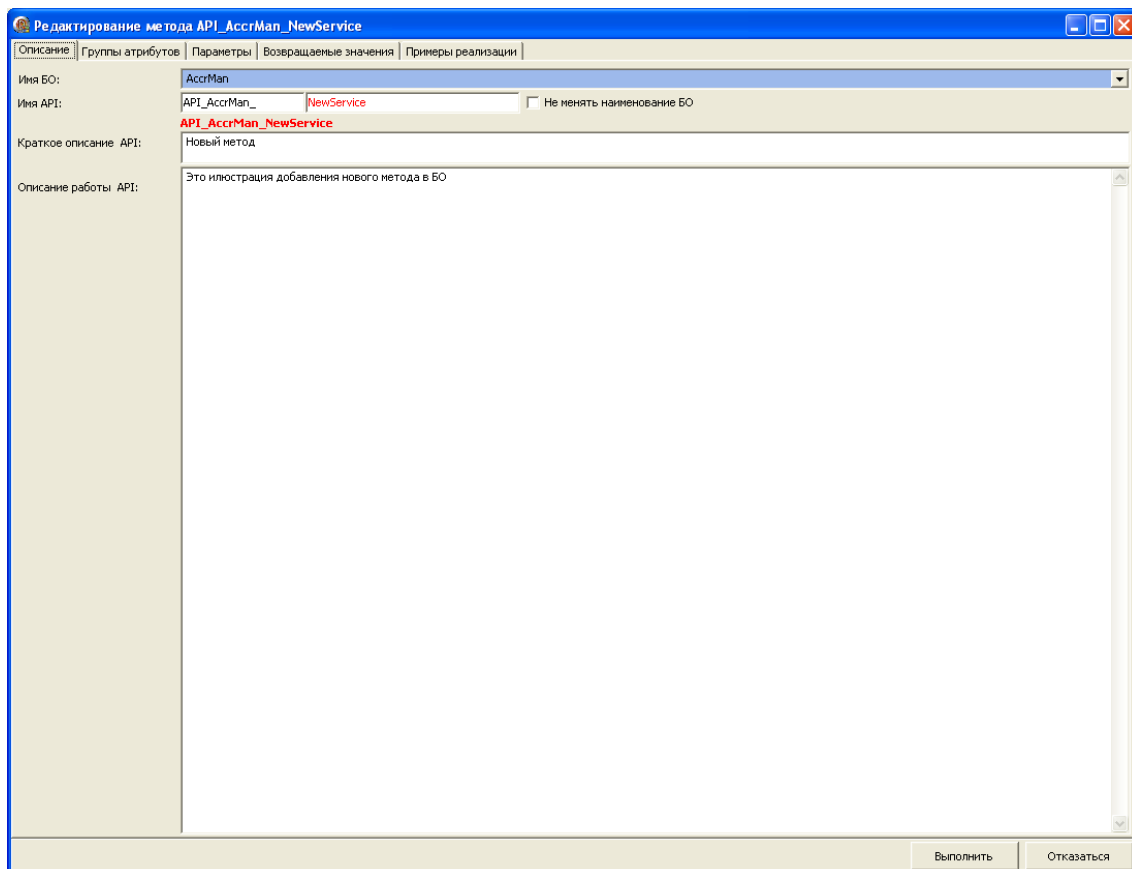 Редактирование метода API_AccrMan_NewService
Описание Группы атрибутов Параметры Возвращаемые значения Примеры реализации
Имя БО: AccrMan
Имя API: API_AccrMan_ NewService Не менять наименование БО
API_AccrMan_NewService
Краткое описание API: Новый метод
Описание работы API: Это илюстрация добавления нового метода в БО
Выполнить Отказаться